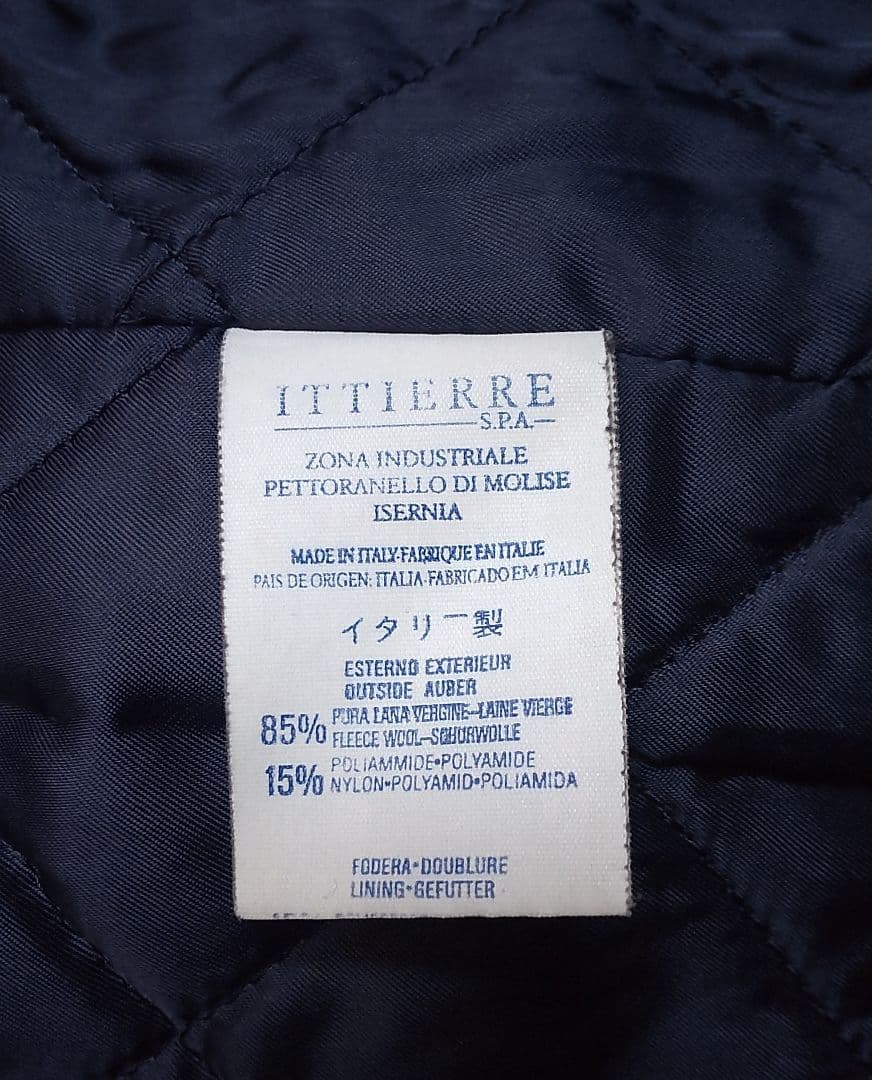 ITTIERRE
S.P.A.
ZONA INDUSTRIALE
PETTORANELLO DI MOLISE
ISERNIA
MADE IN ITALY-FABRIQUE EN ITALIE
PAIS DE ORIGEN: ITALIA-FABRICADO EM ITALIA
イタリー製
ESTERNO EXTERIEUR
OUTSIDE AUBER
85% PURA LANA VERGINE-LAINE VIERGE
FLEECE WOOL-SCHURWOLLE
15% POLIAMMIDE•POLYAMIDE
NYLON•POLYAMID•POLIAMIDA
FODERA•DOUBLURE
LINING•GEFUTTER